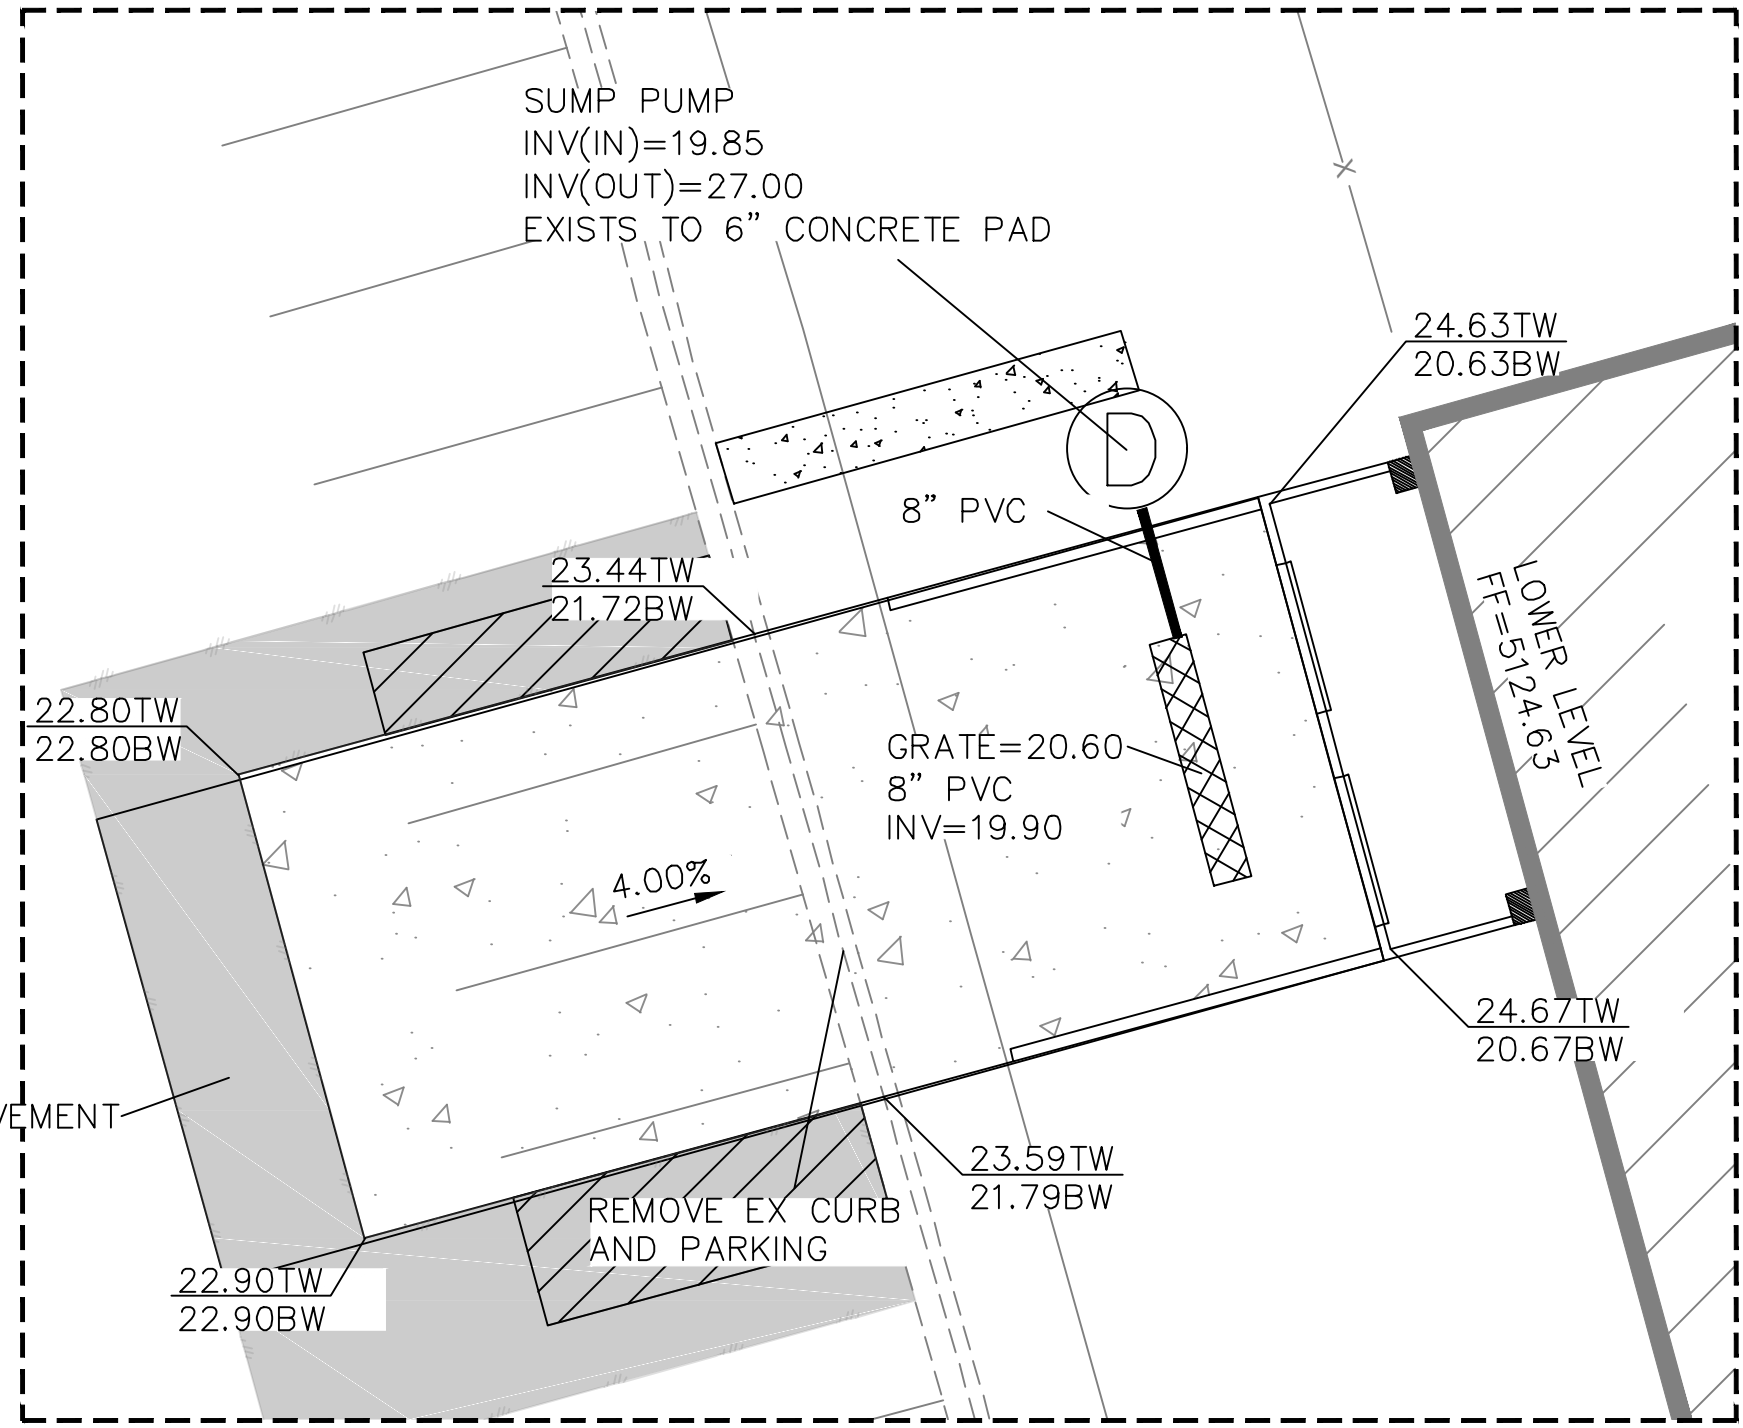 SUMP PUMP
INV(IN)=19.85
INV(OUT)=27.00
EXISTS TO 6” CONCRETE PAD
X
24.63TW
20.63BW
D
8” PVC
23.44TW
21.72BW
LOWER LEVEL
FF=5124.63
22.80TW
22.80BW
GRATE=20.60
8” PVC
INV=19.90
4.00%
24.67TW
20.67BW
VEMENT
23.59TW
21.79BW
REMOVE EX CURB
AND PARKING
22.90TW
22.90BW